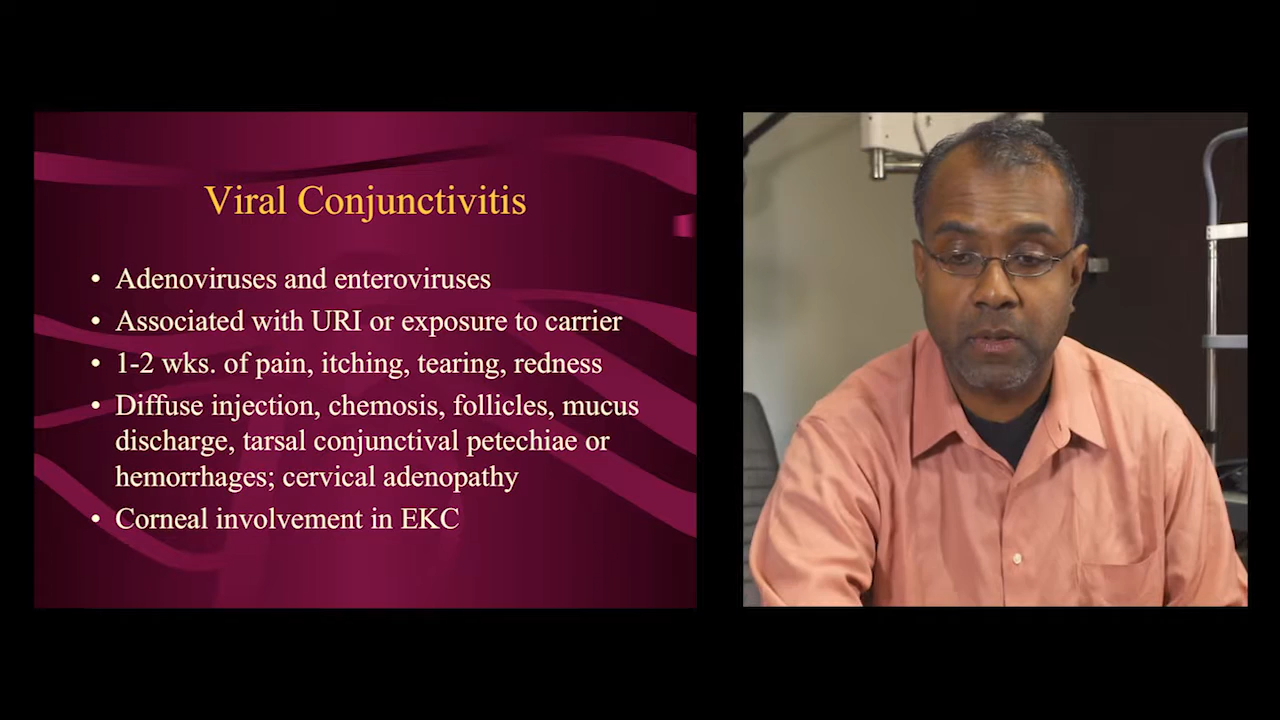 Viral Conjunctivitis
• Adenoviruses and enteroviruses
• Associated with URI or exposure to carrier
• 1-2 wks. of pain, itching, tearing, redness
• Diffuse injection, chemosis, follicles, mucus
discharge, tarsal conjunctival petechiae or
hemorrhages; cervical adenopathy
• Corneal involvement in EKC